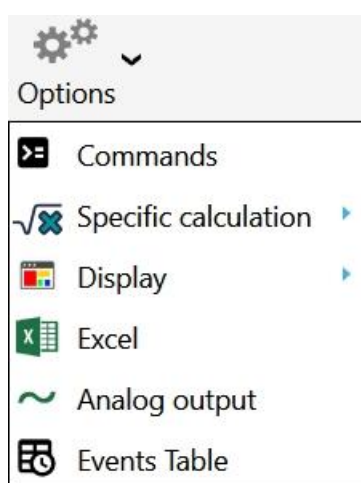 Options
Commands
Specific calculation
Display
Excel
Analog output
Events Table